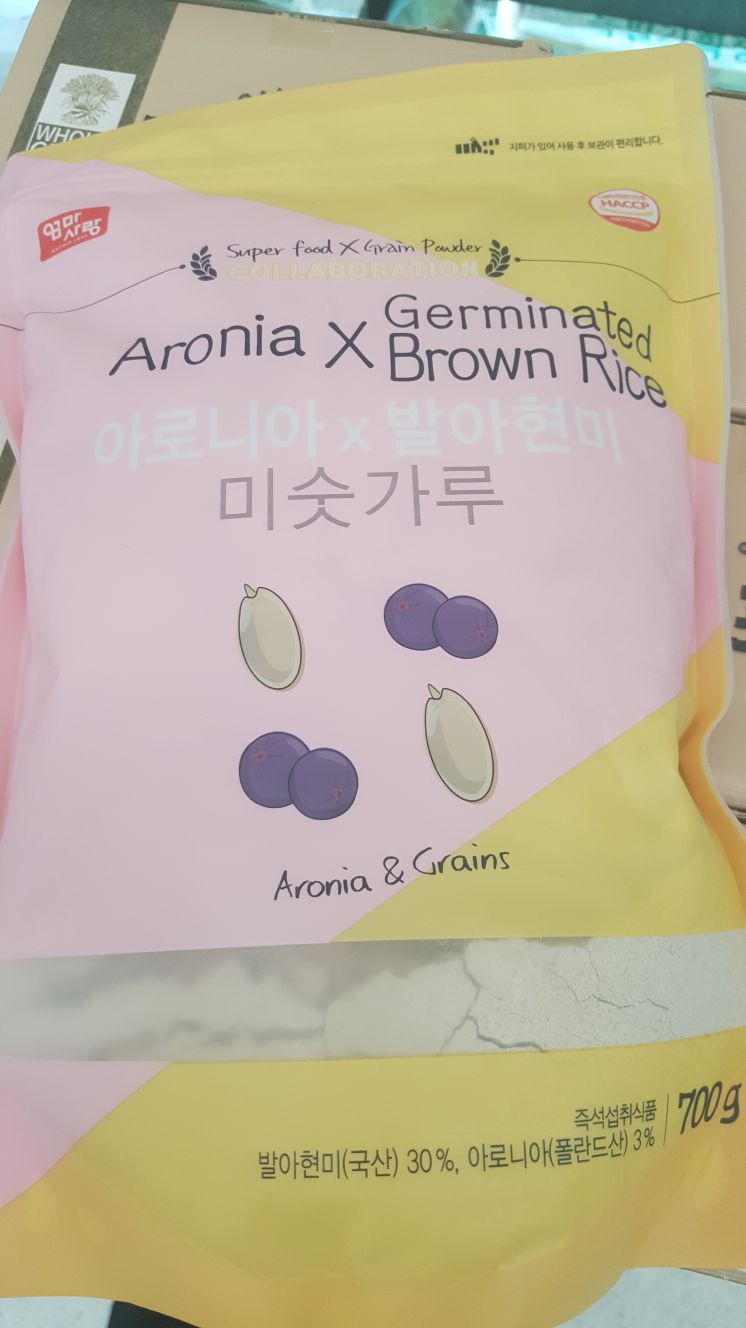 WHO
지퍼가 있어 사용 후 보관이 편리합니다.
엄마
사랑
MOTHER LOVE
HACCP
Super food X Grain Powder
COLLABORATION
Aronia X Germinated
Brown Rice
아로니아 x 발아현미
미숫가루
Aronia & Grains
즉석섭취식품
700g
발아현미(국산) 30%, 아로니아(폴란드산) 3%